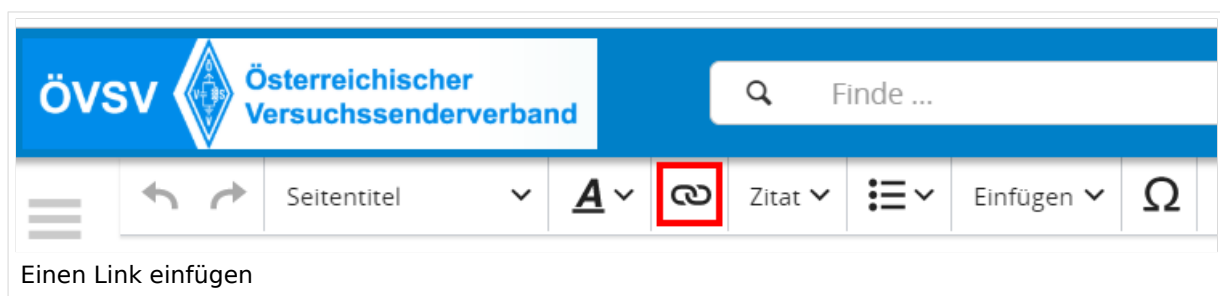 ÖVSV
Österreichischer
Versuchssenderverband
Finde ...
Seitentitel A Zitat Einfügen Ω
Einen Link einfügen